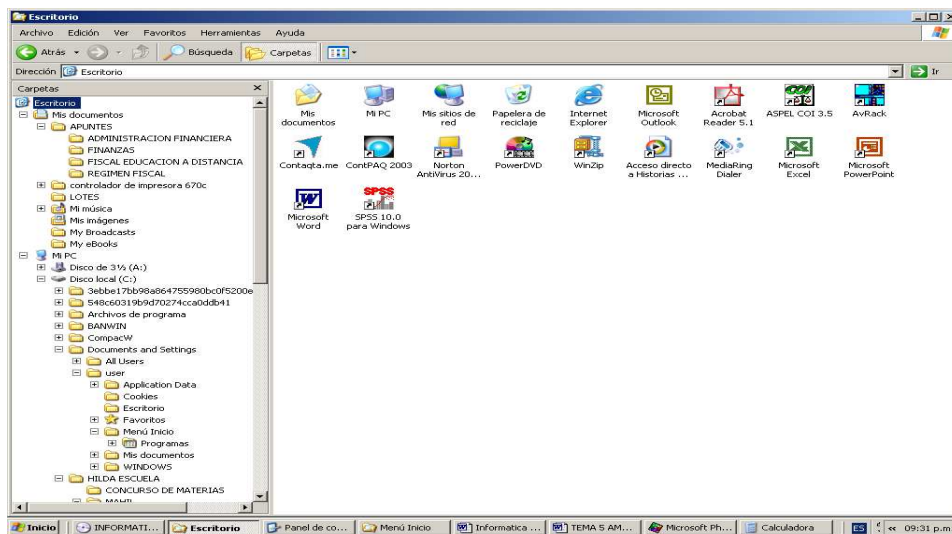 Escritorio
Archivo Edición Ver Favoritos Herramientas Ayuda
Atrás Búsqueda Carpetas
Dirección Escritorio Ir
Carpetas
Escritorio
Mis documentos
APUNTES
ADMINISTRACION FINANCIERA
FINANZAS
FISCAL EDUCACION A DISTANCIA
REGIMEN FISCAL
controlador de impresora 670c
LOTES
Mi música
Mis imágenes
My Broadcasts
My eBooks
Mi PC
Disco de 3½ (A:)
Disco local (C:)
3ebbe17bb98a864755980bc0f5200e
548c60319b9d70274cca0ddb41
Archivos de programa
BANWIN
CompacW
Documents and Settings
All Users
user
Application Data
Cookies
Escritorio
Favoritos
Menú Inicio
Programas
Mis documentos
WINDOWS
HILDA ESCUELA
CONCURSO DE MATERIAS
Mis documentos
Mi PC
Mis sitios de red
Papelera de reciclaje
Internet Explorer
Microsoft Outlook
Acrobat Reader 5.1
ASPEL COI 3.5
AvRack
Contaqta.me
ContPAQ 2003
Norton AntiVirus 20...
PowerDVD
WinZip
Acceso directo a Historias ...
MediaRing Dialer
Microsoft Excel
Microsoft PowerPoint
Microsoft Word
SPSS 10.0 para Windows
Inicio INFORMATI... Escritorio Panel de co... Menú Inicio Informatica ... TEMA 5 AM... Microsoft Ph... Calculadora ES 09:31 p.m.